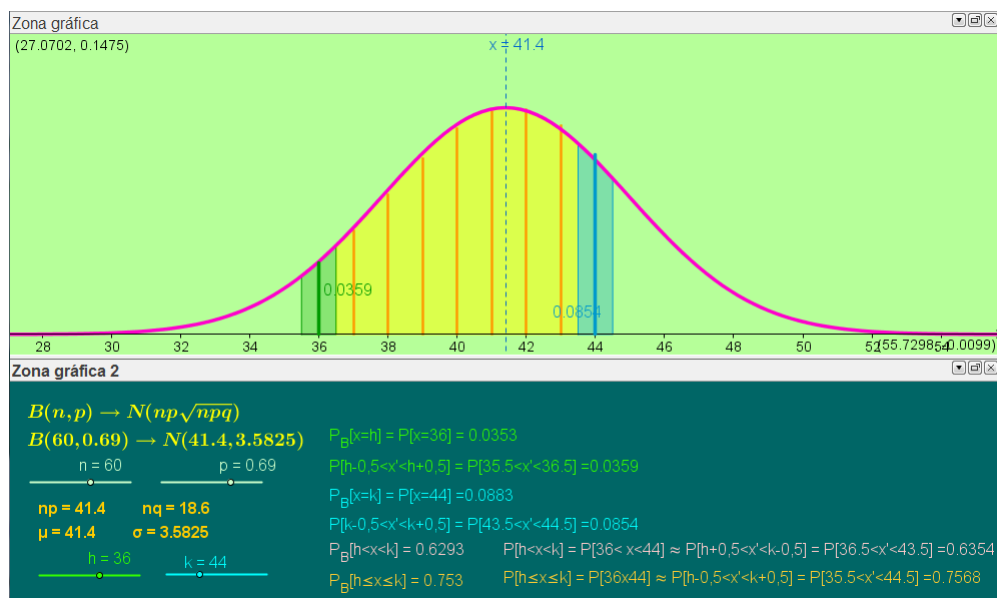 Zona gráfica
(27.0702, 0.1475)
x = 41.4
0.0359
0.0854
28 30 32 34 36 38 40 42 44 46 48 50 52 54
(55.7298, -0.0099)
Zona gráfica 2
B(n,p) → N(np√npq)
B(60,0.69) → N(41.4,3.5825)
n = 60 p = 0.69
np = 41.4 nq = 18.6
μ = 41.4 σ = 3.5825
h = 36 k = 44
P_B[x=h] = P[x=36] = 0.0353
P[h-0,5<x'<h+0,5] = P[35.5<x'<36.5] =0.0359
P_B[x=k] = P[x=44] =0.0883
P[k-0,5<x'<k+0,5] = P[43.5<x'<44.5] =0.0854
P_B[h<x<k] = 0.6293 P[h<x<k] = P[36< x<44] ≈ P[h+0,5<x'<k-0,5] = P[36.5<x'<43.5] =0.6354
P_B[h≤x≤k] = 0.753 P[h≤x≤k] = P[36x44] ≈ P[h-0,5<x'<k+0,5] = P[35.5<x'<44.5] =0.7568